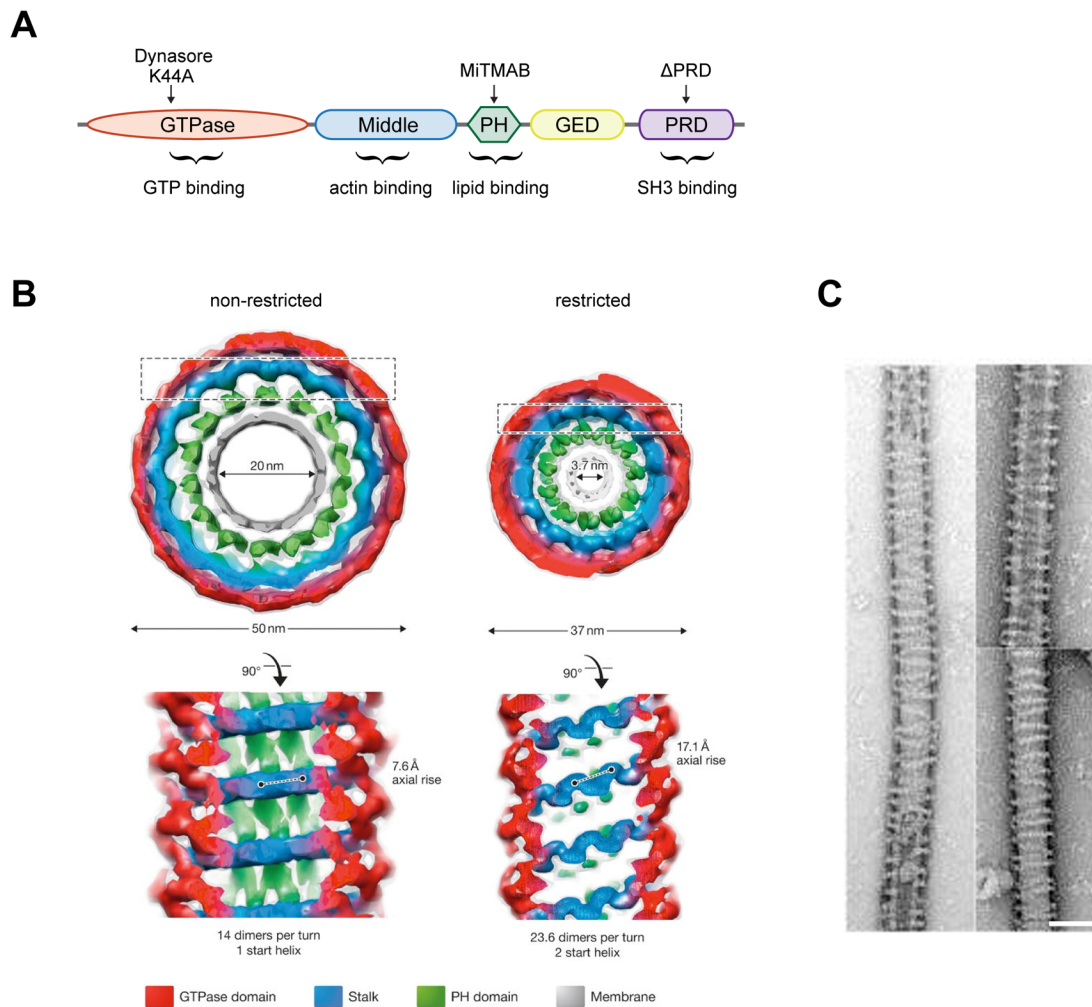 A
Dynasore
K44A
MiTMAB
ΔPRD
GTPase
Middle
PH
GED
PRD
GTP binding
actin binding
lipid binding
SH3 binding
B
non-restricted
restricted
C
20 nm
3.7 nm
50 nm
37 nm
90°
90°
7.6 Å
axial rise
17.1 Å
axial rise
14 dimers per turn
1 start helix
23.6 dimers per turn
2 start helix
GTPase domain
Stalk
PH domain
Membrane